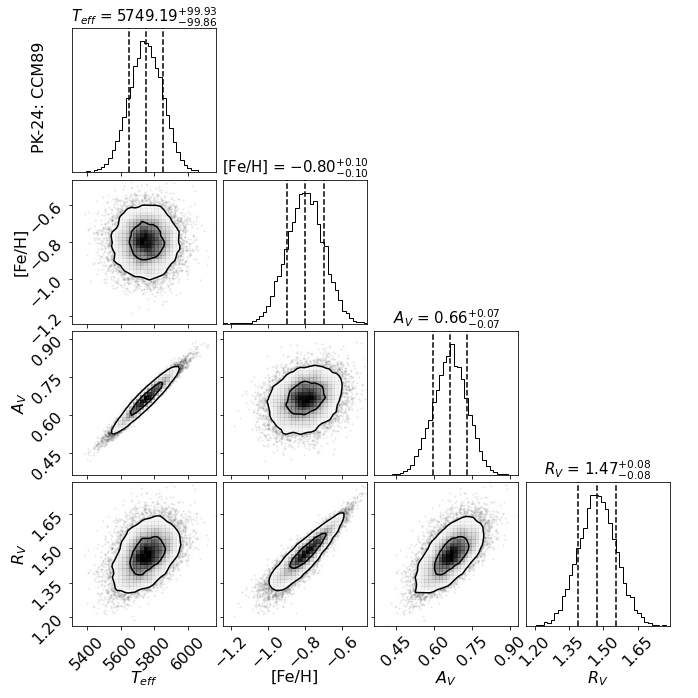 T_eff = 5749.19 +99.93 −99.86
PK-24: CCM89
[Fe/H] = −0.80 +0.10 −0.10
[Fe/H]
−0.6
−0.8
−1.0
−1.2
A_V = 0.66 +0.07 −0.07
A_V
0.90
0.75
0.60
0.45
R_V = 1.47 +0.08 −0.08
R_V
1.65
1.50
1.35
1.20
5400 5600 5800 6000
T_eff
−1.2 −1.0 −0.8 −0.6
[Fe/H]
0.45 0.60 0.75 0.90
A_V
1.20 1.35 1.50 1.65
R_V